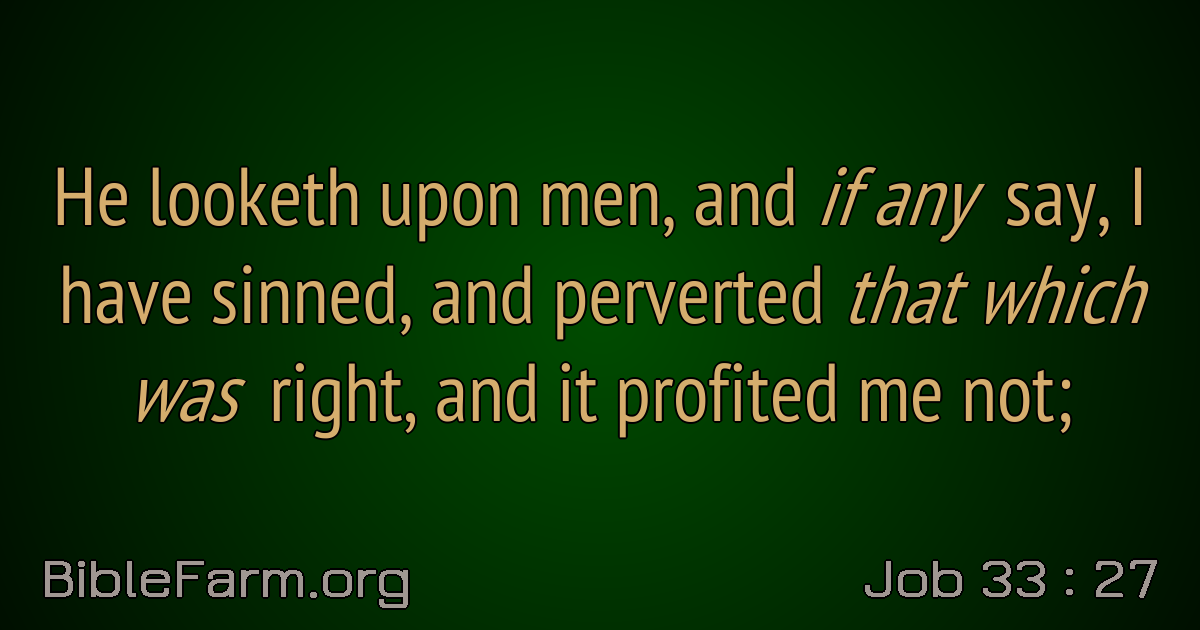 He looketh upon men, and if any say, I
have sinned, and perverted that which
was right, and it profited me not;
BibleFarm.org
Job 33 : 27